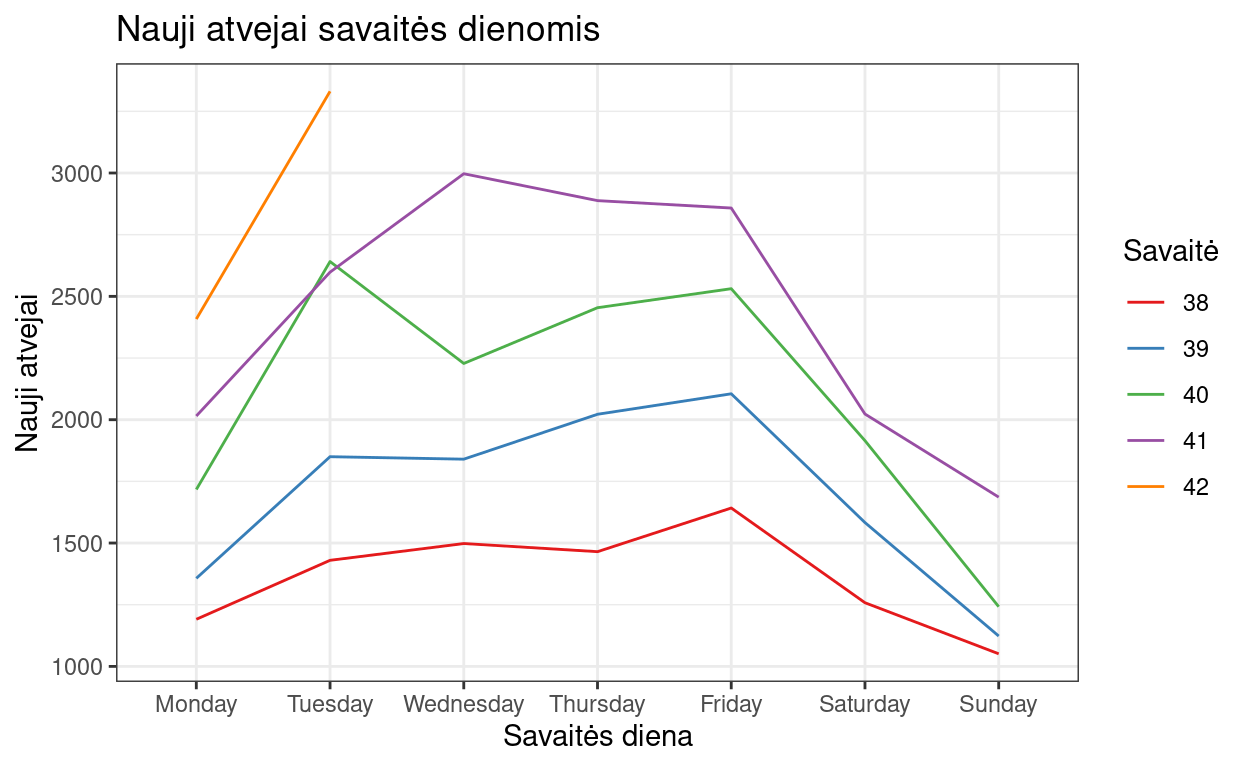 Nauji atvejai savaitės dienomis
Nauji atvejai
3000
2500
2000
1500
1000
Monday Tuesday Wednesday Thursday Friday Saturday Sunday
Savaitės diena
Savaitė
38
39
40
41
42